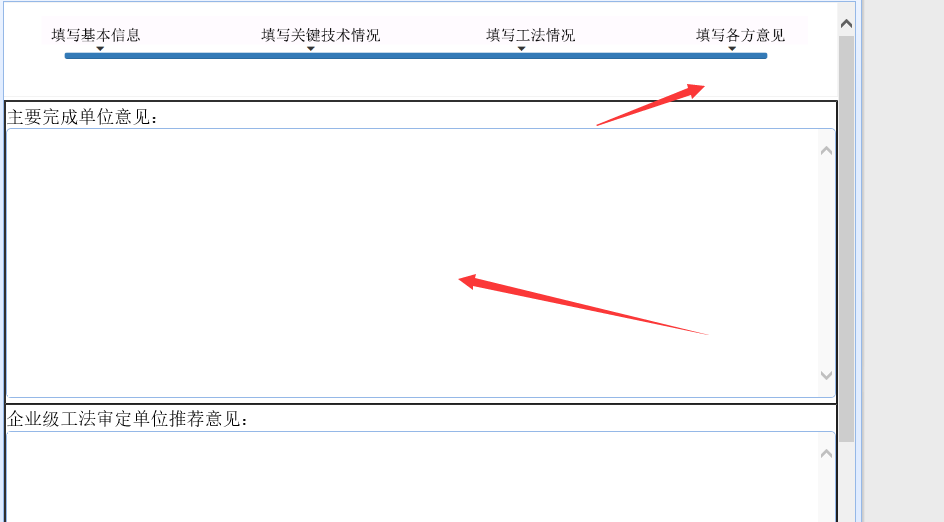 填写基本信息 填写关键技术情况 填写工法情况 填写各方意见
主要完成单位意见：
企业级工法审定单位推荐意见：